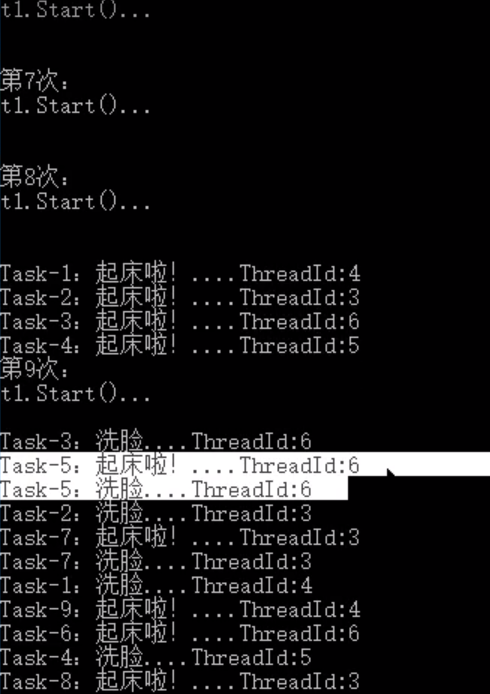 t1.Start()...
第7次:
t1.Start()...
第8次:
t1.Start()...
Task-1: 起床啦! ....ThreadId:4
Task-2: 起床啦! ....ThreadId:3
Task-3: 起床啦! ....ThreadId:6
Task-4: 起床啦! ....ThreadId:5
第9次:
t1.Start()...
Task-3: 洗脸....ThreadId:6
Task-5: 起床啦! ....ThreadId:6
Task-5: 洗脸....ThreadId:6
Task-2: 洗脸....ThreadId:3
Task-7: 起床啦! ....ThreadId:3
Task-7: 洗脸....ThreadId:3
Task-1: 洗脸....ThreadId:4
Task-9: 起床啦! ....ThreadId:4
Task-6: 起床啦! ....ThreadId:6
Task-4: 洗脸....ThreadId:5
Task-8: 起床啦! ....ThreadId:3